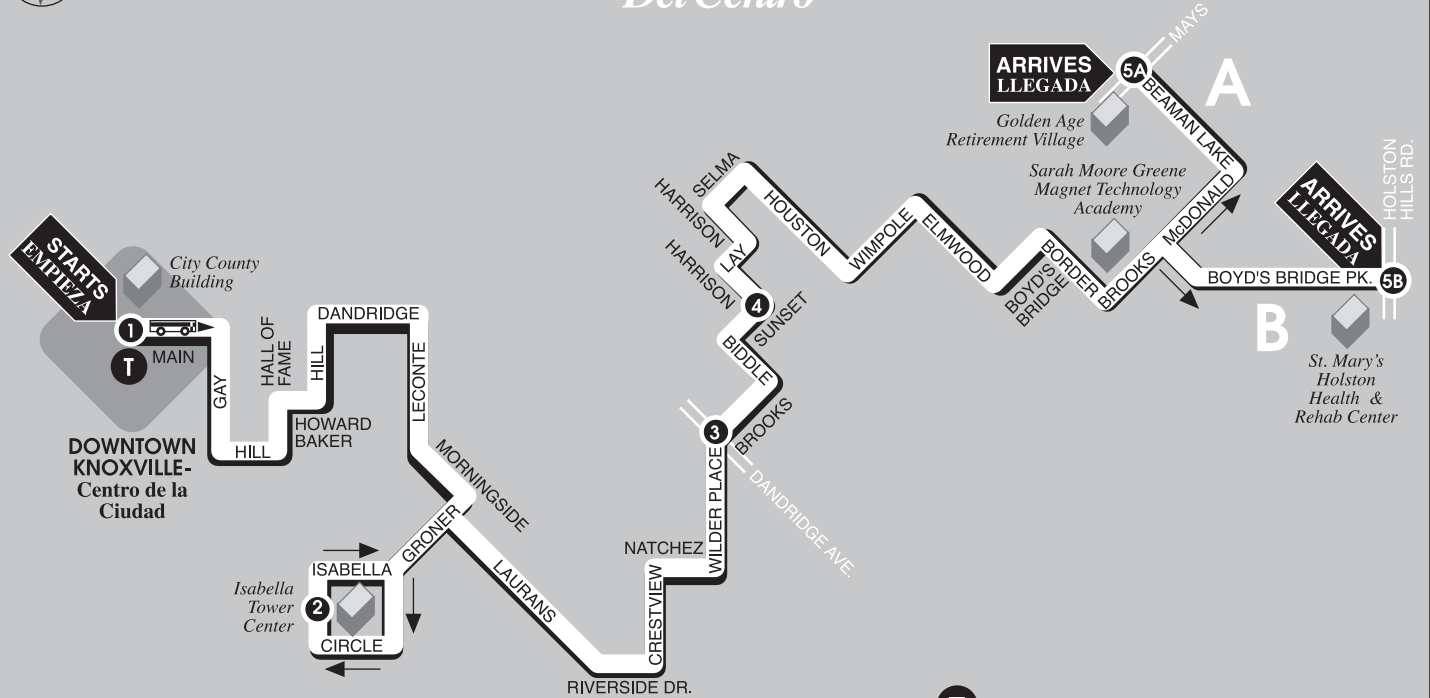 Del Centro
STARTS
EMPIEZA
City County
Building
1
T
MAIN
DOWNTOWN
KNOXVILLE-
Centro de la
Ciudad
GAY
HILL
HALL OF
FAME
HOWARD
BAKER
HILL
DANDRIDGE
LECONTE
MORNINGSIDE
GRONER
ISABELLA
2
CIRCLE
Isabella
Tower
Center
LAURANS
RIVERSIDE DR.
CRESTVIEW
NATCHEZ
WILDER PLACE
3
DANDRIDGE AVE.
BROOKS
BIDDLE
SUNSET
4
HARRISON
LAY
HARRISON
SELMA
HOUSTON
WIMPOLE
ELMWOOD
BOYD'S
BRIDGE
BORDER
BROOKS
Sarah Moore Greene
Magnet Technology
Academy
McDONALD
BEAMAN LAKE
A
5A
MAYS
ARRIVES
LLEGADA
Golden Age
Retirement Village
BOYD'S BRIDGE PK.
B
5B
HOLSTON
HILLS RD.
ARRIVES
LLEGADA
St. Mary's
Holston
Health &
Rehab Center